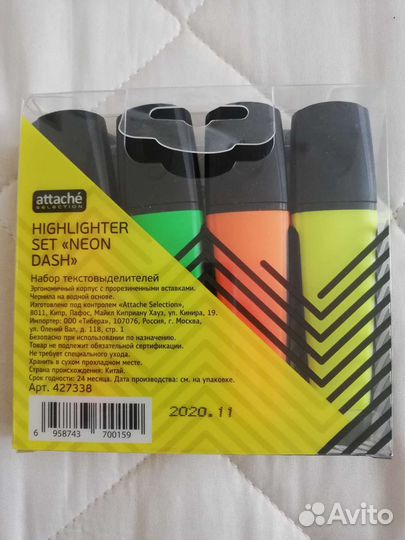 attaché
SELECTION
HIGHLIGHTER
SET «NEON
DASH»
Набор текстовыделителей
Эргономичный корпус с прорезиненными вставками.
Чернила на водной основе.
Изготовлено под контролем «Attache Selection»,
8011, Кипр, Пафос, Майкл Киприану Хауз, ул. Кинира, 19.
Импортер: ООО «Тибера», 107076, Россия, г. Москва,
ул. Олений Вал, д. 118, стр. 1
Безопасно при использовании по назначению.
Товар не подлежит обязательной сертификации.
Не требует специального ухода.
Хранить в сухом прохладном месте.
Страна происхождения: Китай.
Срок годности: 24 месяца. Дата производства: см. на упаковке.
Арт. 427338
2020.11
6 958743 700159
Avito